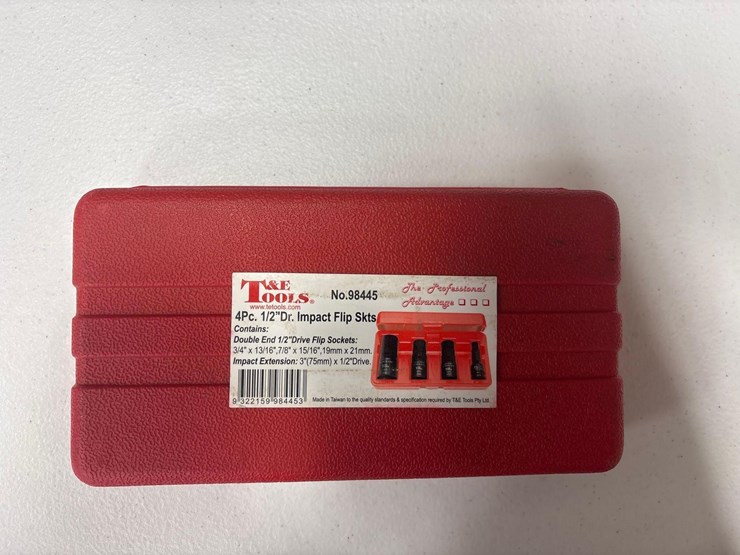 T&E TOOLS®
www.tetools.com
No.98445
The Professional
Advantage
4Pc. 1/2"Dr. Impact Flip Skts
Contains:
Double End 1/2"Drive Flip Sockets:
3/4" x 13/16",7/8" x 15/16",19mm x 21mm.
Impact Extension: 3"(75mm) x 1/2"Drive.
9 322159 984453
Made in Taiwan to the quality standards & specification required by T&E Tools Pty Ltd.